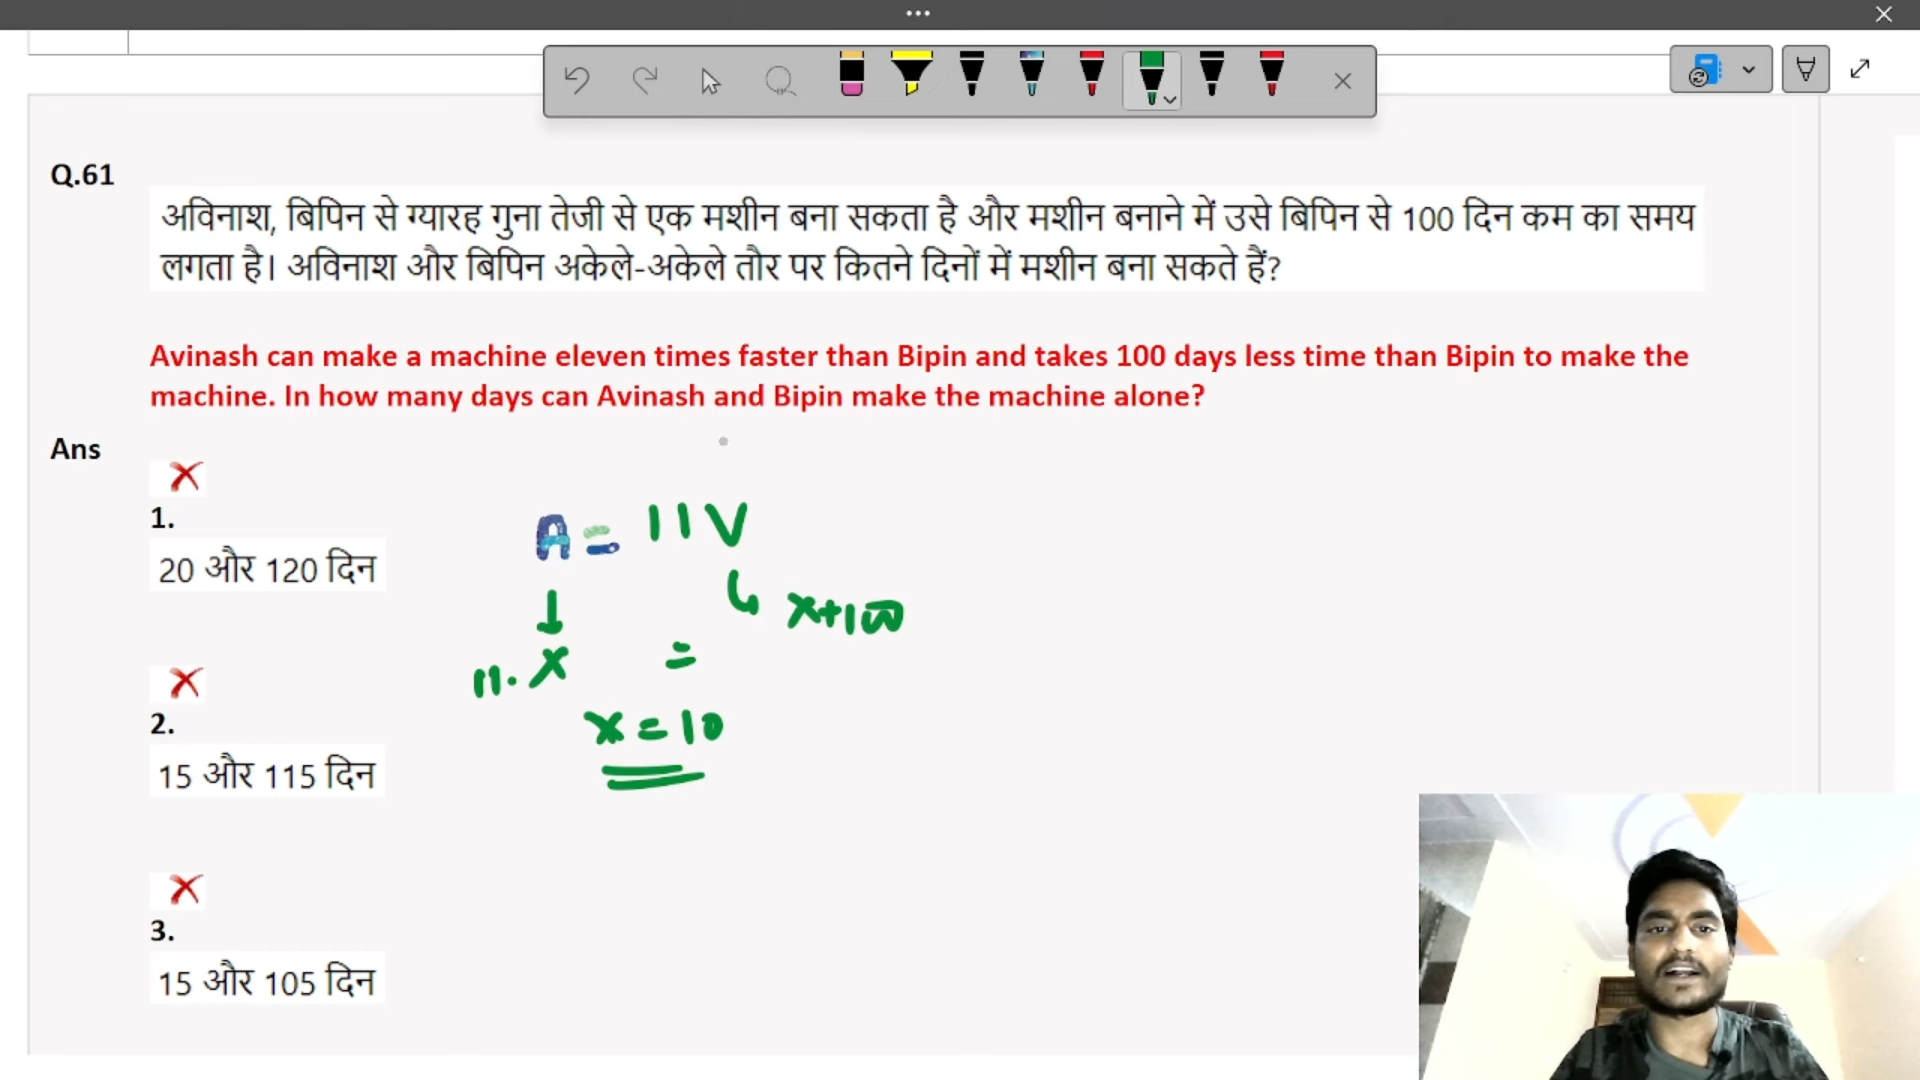 Q.61
अविनाश, बिपिन से ग्यारह गुना तेजी से एक मशीन बना सकता है और मशीन बनाने में उसे बिपिन से 100 दिन कम का समय
लगता है। अविनाश और बिपिन अकेले-अकेले तौर पर कितने दिनों में मशीन बना सकते हैं?
Avinash can make a machine eleven times faster than Bipin and takes 100 days less time than Bipin to make the
machine. In how many days can Avinash and Bipin make the machine alone?
Ans
1.
20 और 120 दिन
A = 11 V
x+100
11. x =
x = 10
2.
15 और 115 दिन
3.
15 और 105 दिन